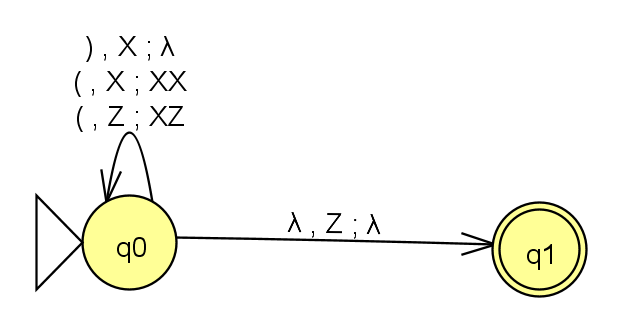 ) , X ; λ
( , X ; XX
( , Z ; XZ
λ , Z ; λ
q0
q1